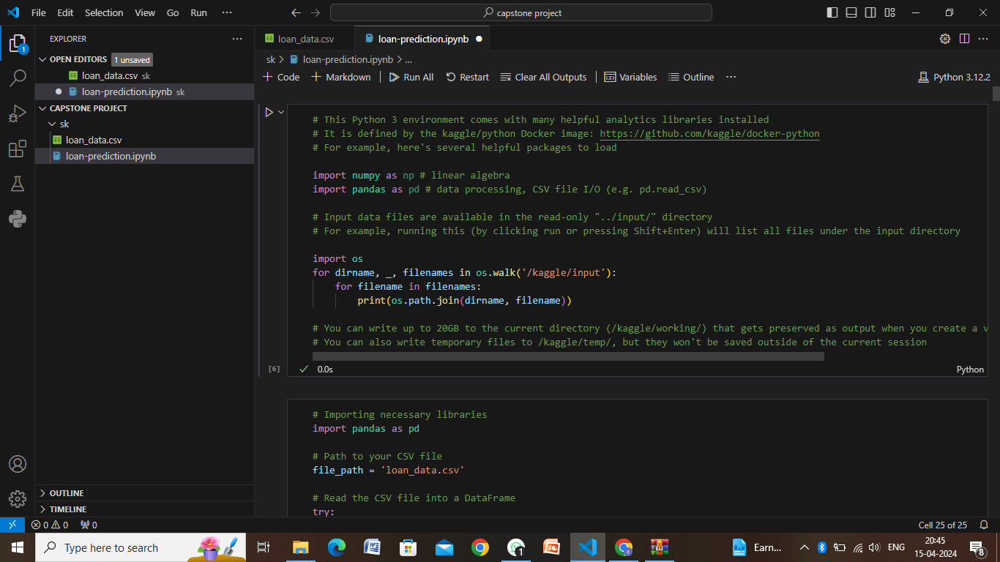 File Edit Selection View Go Run ··· capstone project
EXPLORER ···
OPEN EDITORS 1 unsaved
loan_data.csv sk
loan-prediction.ipynb sk
CAPSTONE PROJECT
sk
loan_data.csv
loan-prediction.ipynb
OUTLINE
TIMELINE
loan_data.csv loan-prediction.ipynb
sk > loan-prediction.ipynb > ...
+ Code + Markdown | Run All Restart Clear All Outputs | Variables Outline ··· Python 3.12.2
# This Python 3 environment comes with many helpful analytics libraries installed
# It is defined by the kaggle/python Docker image: https://github.com/kaggle/docker-python
# For example, here's several helpful packages to load
import numpy as np # linear algebra
import pandas as pd # data processing, CSV file I/O (e.g. pd.read_csv)
# Input data files are available in the read-only "../input/" directory
# For example, running this (by clicking run or pressing Shift+Enter) will list all files under the input directory
import os
for dirname, _, filenames in os.walk('/kaggle/input'):
    for filename in filenames:
        print(os.path.join(dirname, filename))
# You can write up to 20GB to the current directory (/kaggle/working/) that gets preserved as output when you create a v
# You can also write temporary files to /kaggle/temp/, but they won't be saved outside of the current session
[6] 0.0s Python
# Importing necessary libraries
import pandas as pd
# Path to your CSV file
file_path = 'loan_data.csv'
# Read the CSV file into a DataFrame
try:
0 0 0 Cell 25 of 25
Type here to search Earn... ENG 20:45
15-04-2024 8